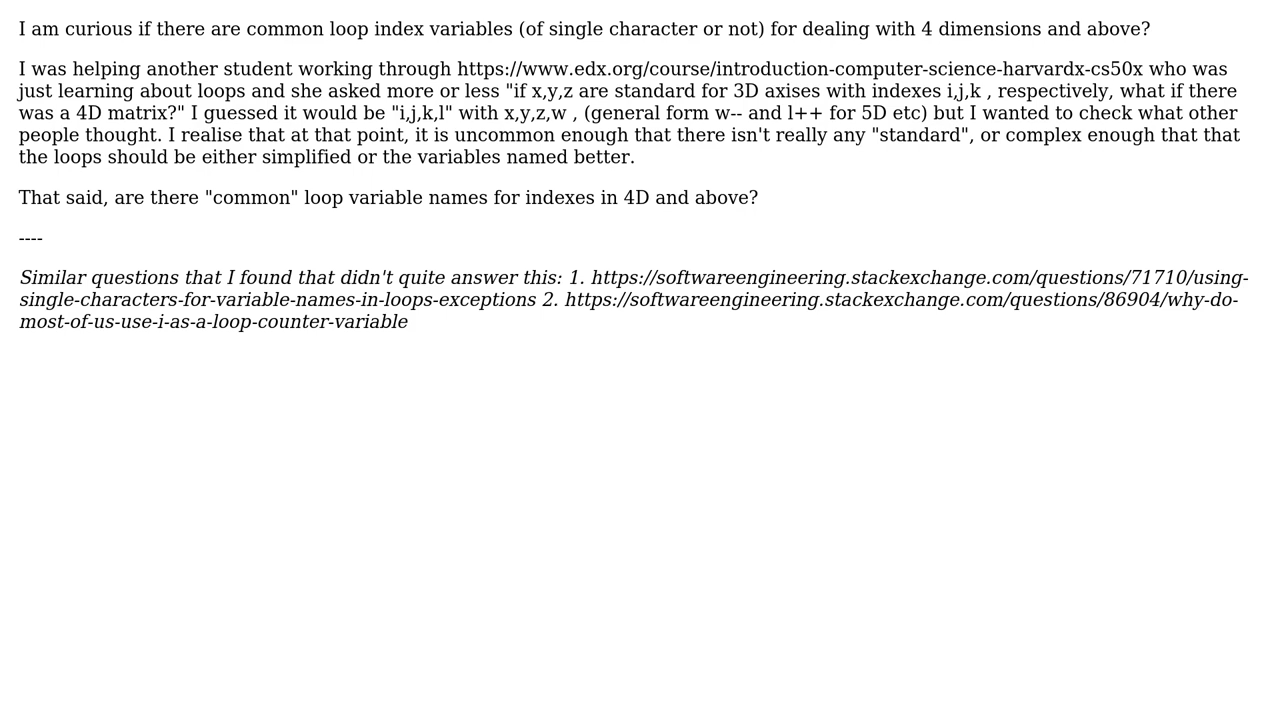 I am curious if there are common loop index variables (of single character or not) for dealing with 4 dimensions and above?
I was helping another student working through https://www.edx.org/course/introduction-computer-science-harvardx-cs50x who was
just learning about loops and she asked more or less "if x,y,z are standard for 3D axises with indexes i,j,k , respectively, what if there
was a 4D matrix?" I guessed it would be "i,j,k,l" with x,y,z,w , (general form w-- and l++ for 5D etc) but I wanted to check what other
people thought. I realise that at that point, it is uncommon enough that there isn't really any "standard", or complex enough that that
the loops should be either simplified or the variables named better.
That said, are there "common" loop variable names for indexes in 4D and above?
----
Similar questions that I found that didn't quite answer this: 1. https://softwareengineering.stackexchange.com/questions/71710/using-
single-characters-for-variable-names-in-loops-exceptions 2. https://softwareengineering.stackexchange.com/questions/86904/why-do-
most-of-us-use-i-as-a-loop-counter-variable